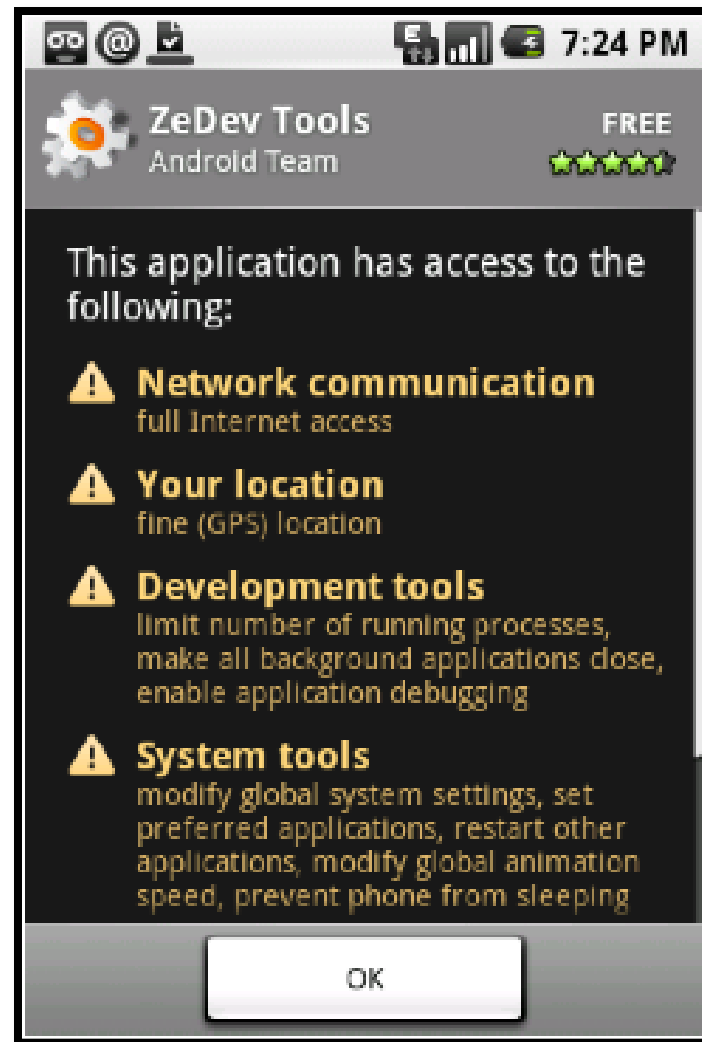 7:24 PM
ZeDev Tools
FREE
Android Team
This application has access to the
following:
Network communication
full Internet access
Your location
fine (GPS) location
Development tools
limit number of running processes,
make all background applications close,
enable application debugging
System tools
modify global system settings, set
preferred applications, restart other
applications, modify global animation
speed, prevent phone from sleeping
OK